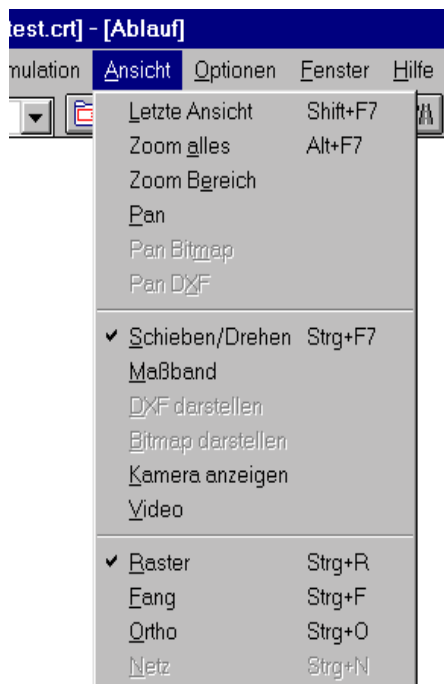 test.crt] - [Ablauf]
mulation Ansicht Optionen Fenster Hilfe
Letzte Ansicht Shift+F7
Zoom alles Alt+F7
Zoom Bereich
Pan
Pan Bitmap
Pan DXF
Schieben/Drehen Strg+F7
Maßband
DXF darstellen
Bitmap darstellen
Kamera anzeigen
Video
Raster Strg+R
Fang Strg+F
Ortho Strg+O
Netz Strg+N